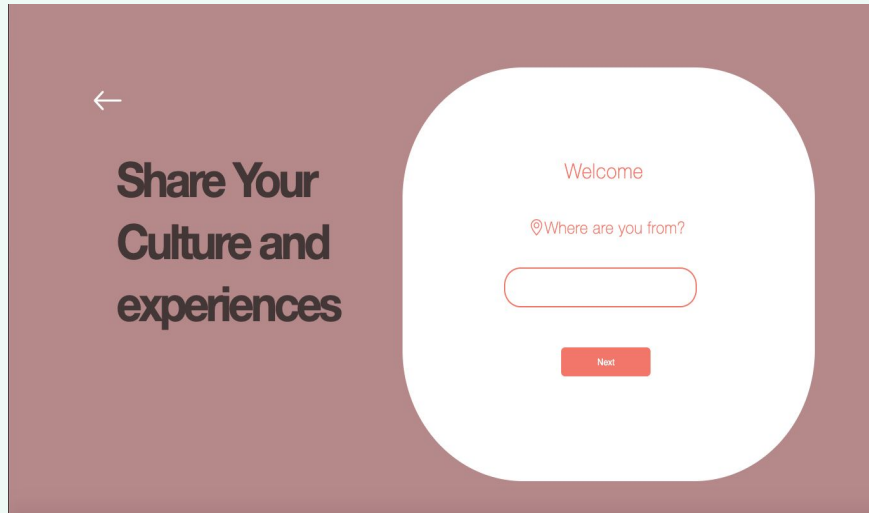 Share Your
Culture and
experiences
Welcome
Where are you from?
Next